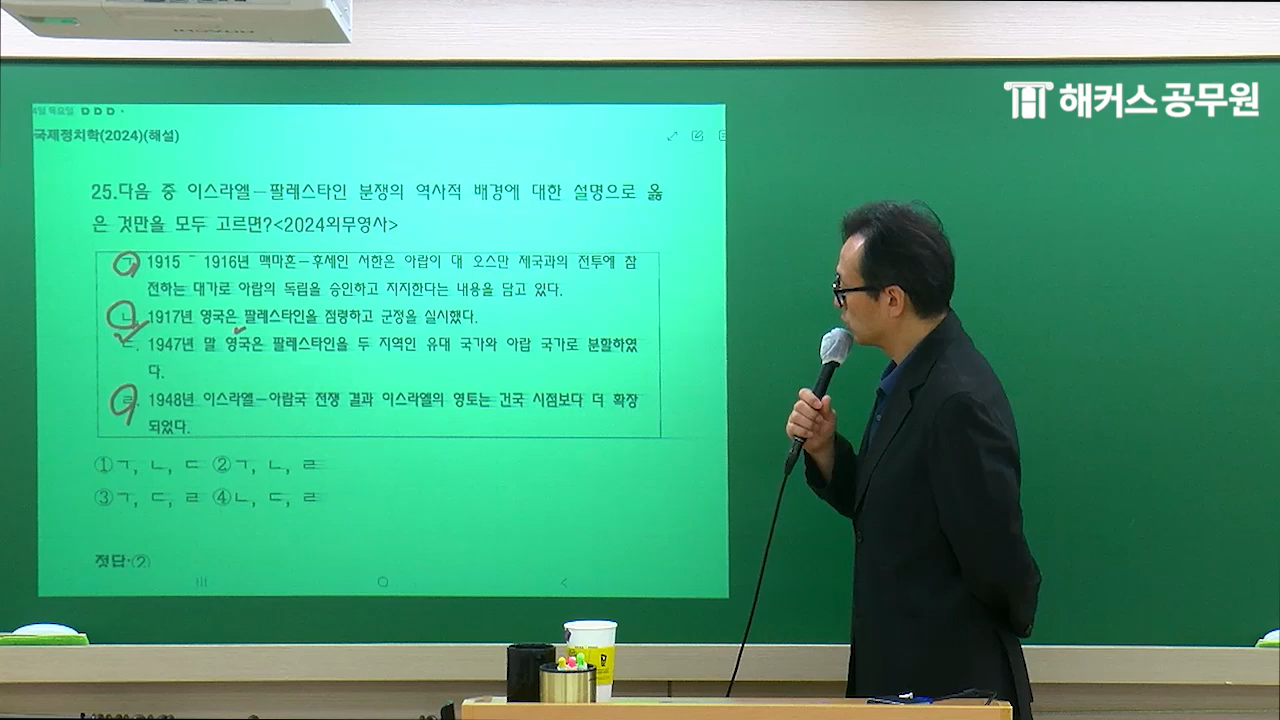 해커스공무원
4일 목요일
국제정치학(2024)(해설)
25.다음 중 이스라엘-팔레스타인 분쟁의 역사적 배경에 대한 설명으로 옳
은 것만을 모두 고르면?<2024외무영사>
ㄱ. 1915 ~ 1916년 맥마혼-후세인 서한은 아랍이 대 오스만 제국과의 전투에 참
전하는 대가로 아랍의 독립을 승인하고 지지한다는 내용을 담고 있다.
ㄴ. 1917년 영국은 팔레스타인을 점령하고 군정을 실시했다.
ㄷ. 1947년 말 영국은 팔레스타인을 두 지역인 유대 국가와 아랍 국가로 분할하였
다.
ㄹ. 1948년 이스라엘-아랍국 전쟁 결과 이스라엘의 영토는 건국 시점보다 더 확장
되었다.
①ㄱ, ㄴ, ㄷ ②ㄱ, ㄴ, ㄹ
③ㄱ, ㄷ, ㄹ ④ㄴ, ㄷ, ㄹ
정답·②